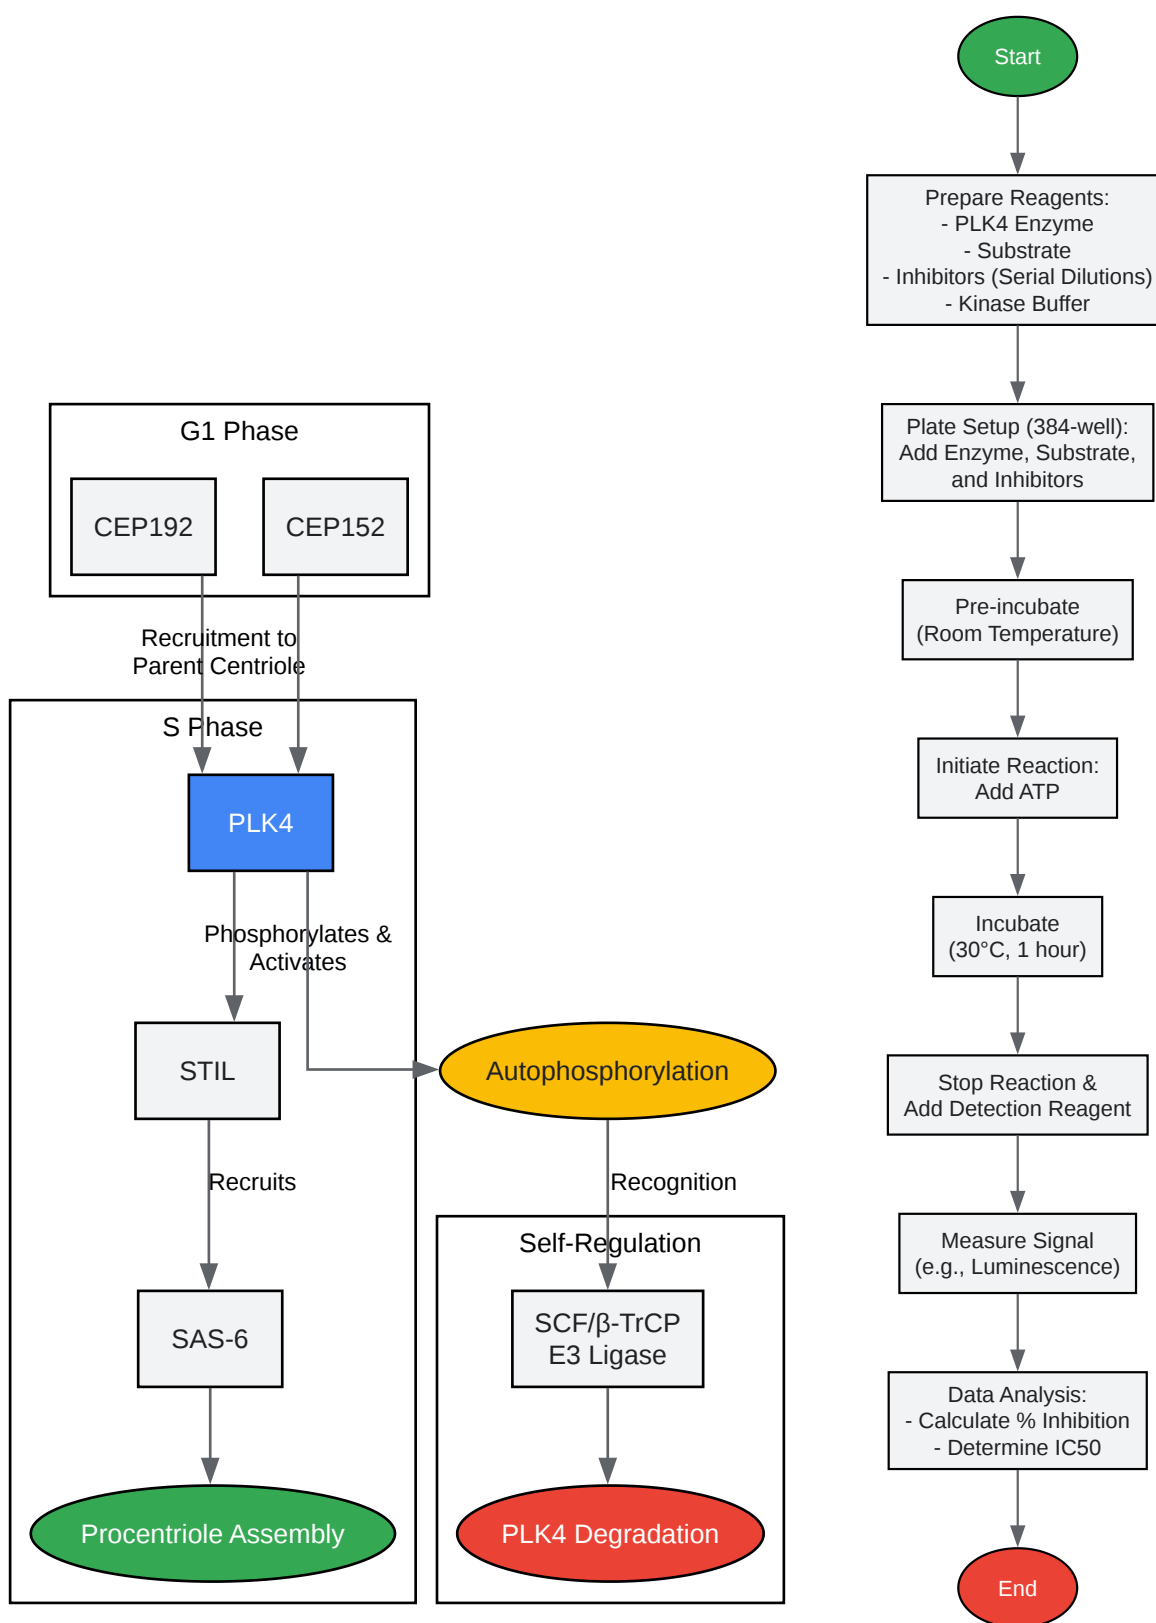 G1 Phase
CEP192
CEP152
Recruitment to
Parent Centriole
S Phase
PLK4
Phosphorylates &
Activates
STIL
Autophosphorylation
Recruits
Recognition
Self-Regulation
SAS-6
SCF/β-TrCP
E3 Ligase
Procentriole Assembly
PLK4 Degradation
Start
Prepare Reagents:
- PLK4 Enzyme
- Substrate
- Inhibitors (Serial Dilutions)
- Kinase Buffer
Plate Setup (384-well):
Add Enzyme, Substrate,
and Inhibitors
Pre-incubate
(Room Temperature)
Initiate Reaction:
Add ATP
Incubate
(30°C, 1 hour)
Stop Reaction &
Add Detection Reagent
Measure Signal
(e.g., Luminescence)
Data Analysis:
- Calculate % Inhibition
- Determine IC50
End